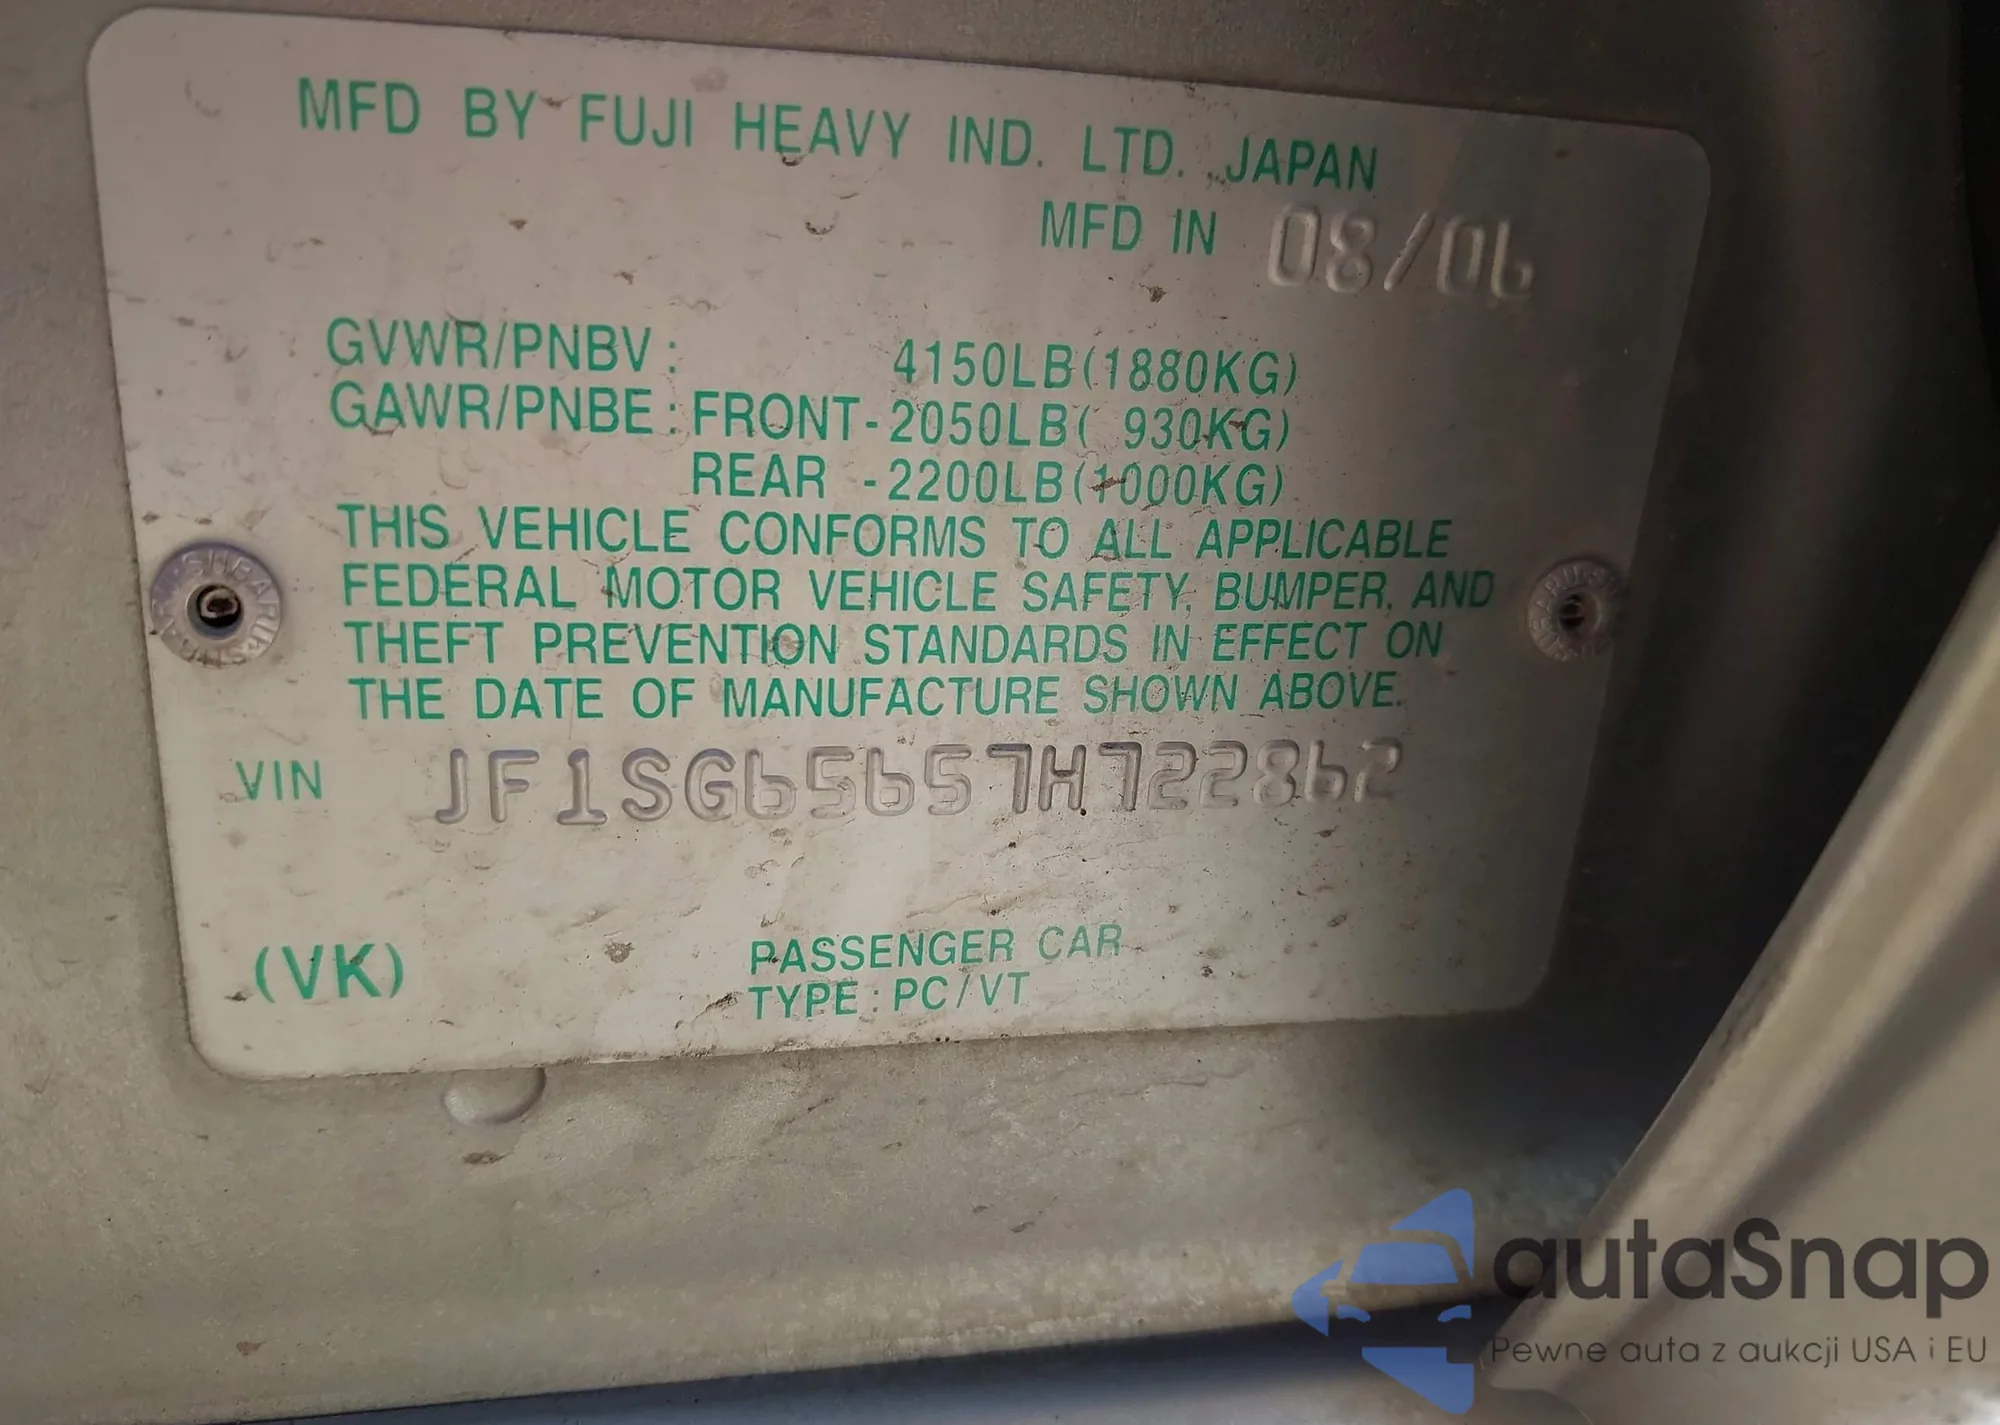 MFD BY FUJI HEAVY IND. LTD. JAPAN
MFD IN 08/06
GVWR/PNBV: 4150LB(1880KG)
GAWR/PNBE: FRONT-2050LB( 930KG)
REAR -2200LB(1000KG)
THIS VEHICLE CONFORMS TO ALL APPLICABLE
FEDERAL MOTOR VEHICLE SAFETY, BUMPER, AND
THEFT PREVENTION STANDARDS IN EFFECT ON
THE DATE OF MANUFACTURE SHOWN ABOVE.
VIN JF1SG65657H722862
(VK)
PASSENGER CAR
TYPE: PC/VT
autaSnap
Pewne auta z aukcji USA i EU